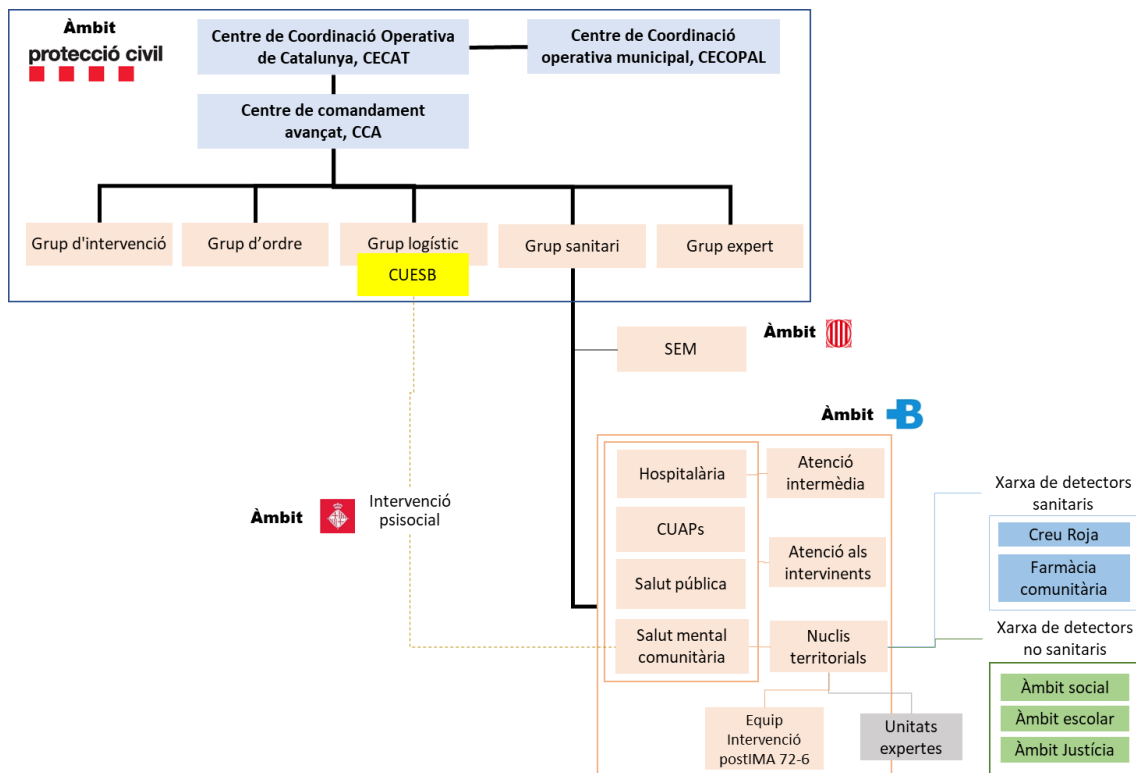 Àmbit
protecció civil
Centre de Coordinació Operativa
de Catalunya, CECAT
Centre de Coordinació
operativa municipal, CECOPAL
Centre de comandament
avançat, CCA
Grup d'intervenció
Grup d’ordre
Grup logístic
Grup sanitari
Grup expert
CUESB
SEM
Àmbit
Àmbit
B
Hospitalària
Atenció
intermèdia
CUAPs
Atenció als
intervinents
Salut pública
Salut mental
comunitària
Nuclis
territorials
Equip
Intervenció
postIMA 72-6
Unitats
expertes
Àmbit
Intervenció
psisocial
Xarxa de detectors
sanitaris
Creu Roja
Farmàcia
comunitària
Xarxa de detectors
no sanitaris
Àmbit social
Àmbit escolar
Àmbit Justícia